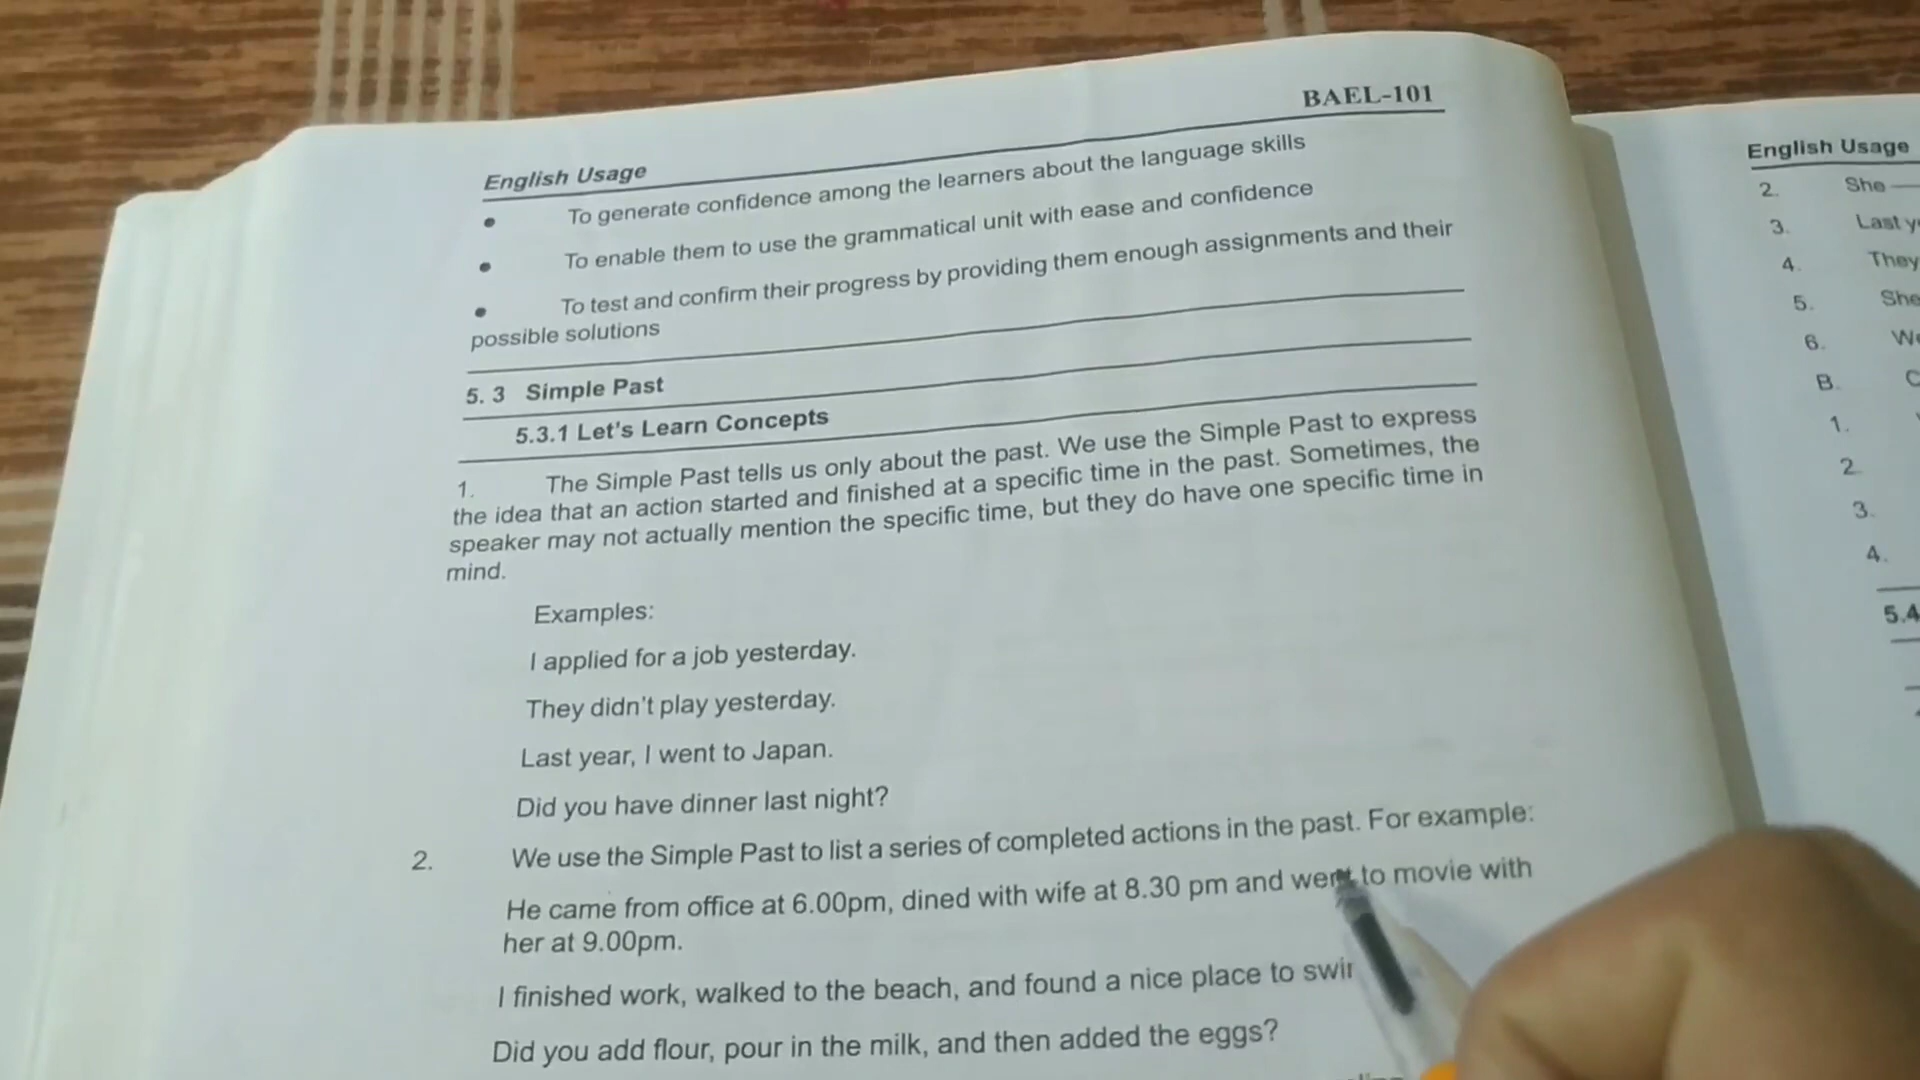 BAEL-101
English Usage
• To generate confidence among the learners about the language skills
• To enable them to use the grammatical unit with ease and confidence
• To test and confirm their progress by providing them enough assignments and their
possible solutions
5. 3 Simple Past
5.3.1 Let's Learn Concepts
1. The Simple Past tells us only about the past. We use the Simple Past to express
the idea that an action started and finished at a specific time in the past. Sometimes, the
speaker may not actually mention the specific time, but they do have one specific time in
mind.
Examples:
I applied for a job yesterday.
They didn't play yesterday.
Last year, I went to Japan.
Did you have dinner last night?
2. We use the Simple Past to list a series of completed actions in the past. For example:
He came from office at 6.00pm, dined with wife at 8.30 pm and went to movie with
her at 9.00pm.
I finished work, walked to the beach, and found a nice place to
Did you add flour, pour in the milk, and then added the eggs?
English Usage
2. She
3. Last
4. They
5. She
6.
B.
1.
2.
3.
4.
5.4